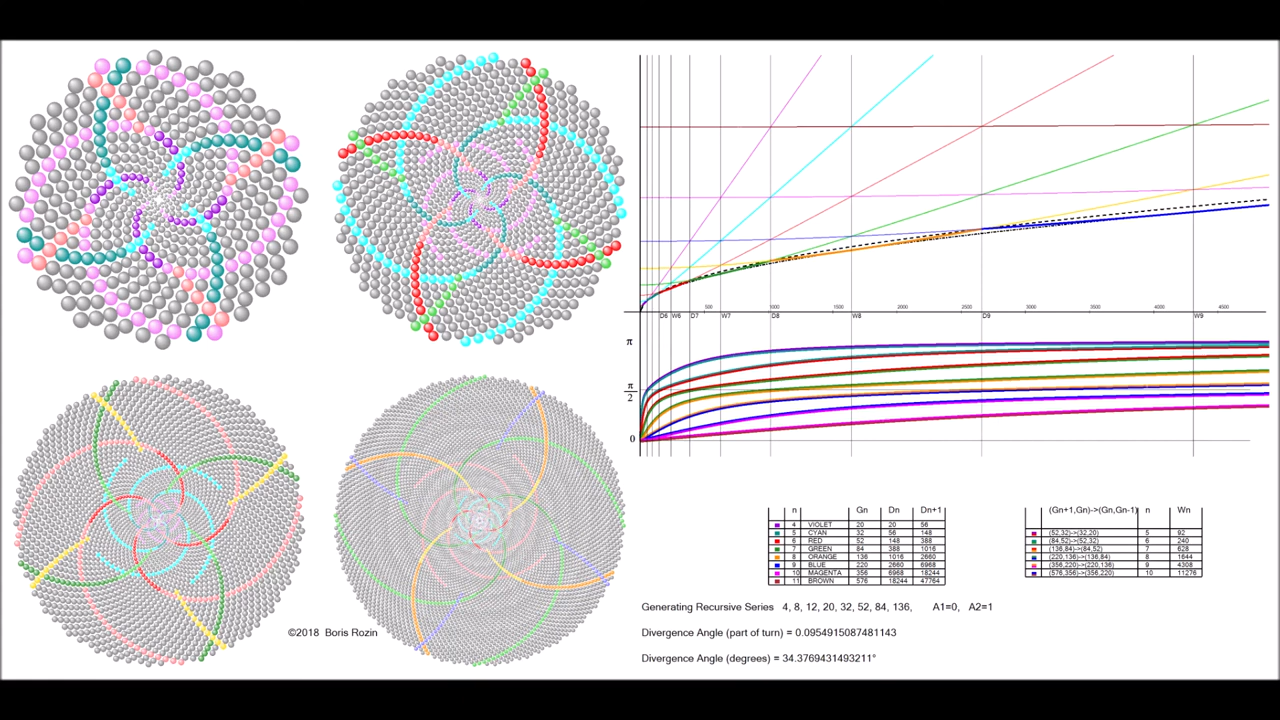 500 1000 1500 2000 2500 3000 3500 4000 4500
D6 W6 D7 W7 D8 W8 D9 W9
π
π
2
0
n Gn Dn Dn+1
4 VIOLET 20 20 56
5 CYAN 32 56 148
6 RED 52 148 388
7 GREEN 84 388 1016
8 ORANGE 136 1016 2660
9 BLUE 220 2660 6968
10 MAGENTA 356 6968 18244
11 BROWN 576 18244 47764
(Gn+1,Gn)->(Gn,Gn-1) n Wn
(52,32)->(32,20) 5 92
(84,52)->(52,32) 6 240
(136,84)->(84,52) 7 628
(220,136)->(136,84) 8 1644
(356,220)->(220,136) 9 4308
(576,356)->(356,220) 10 11276
Generating Recursive Series 4, 8, 12, 20, 32, 52, 84, 136, A1=0, A2=1
©2018 Boris Rozin
Divergence Angle (part of turn) = 0.0954915087481143
Divergence Angle (degrees) = 34.3769431493211°